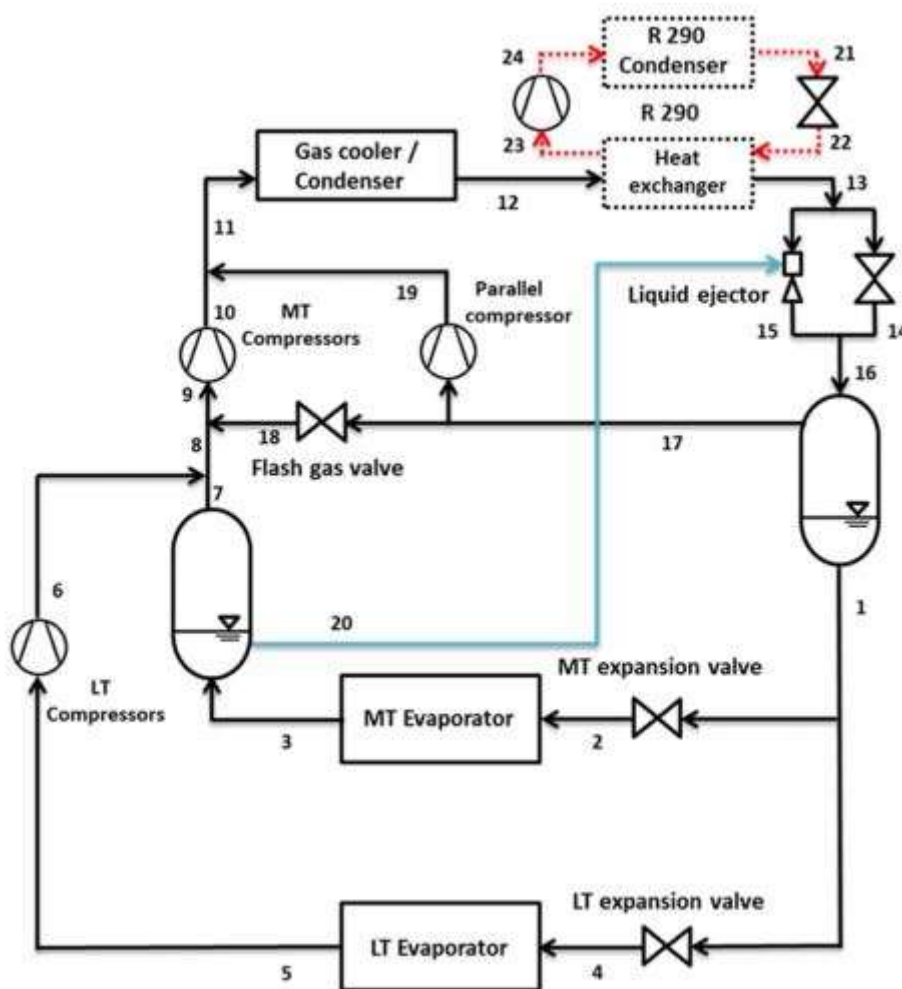 R 290
Condenser
24
21
R 290
23
22
Heat
exchanger
Gas cooler /
Condenser
12
13
11
19
Parallel
compressor
Liquid ejector
10
MT
Compressors
15
14
9
16
18
17
8
Flash gas valve
7
6
1
20
LT
Compressors
MT expansion valve
MT Evaporator
3
2
LT expansion valve
LT Evaporator
5
4